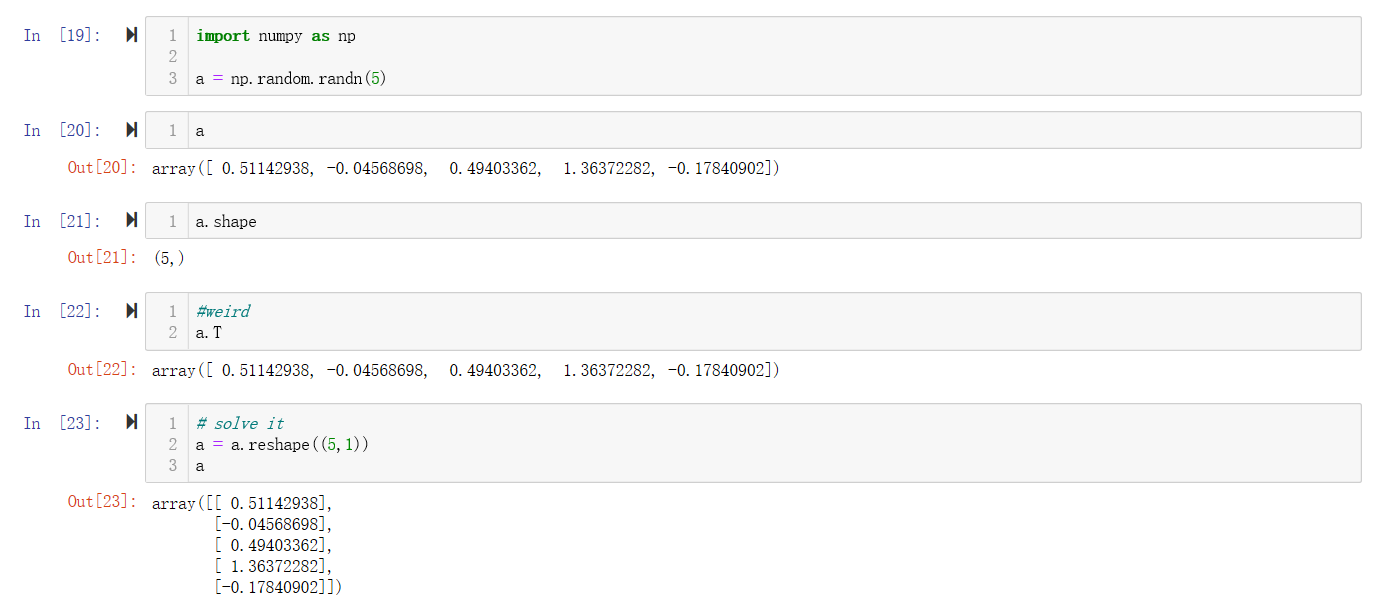 In [19]: 1 import numpy as np
2
3 a = np.random.randn(5)
In [20]: 1 a
Out[20]: array([ 0.51142938, -0.04568698,  0.49403362,  1.36372282, -0.17840902])
In [21]: 1 a.shape
Out[21]: (5,)
In [22]: 1 #weird
2 a.T
Out[22]: array([ 0.51142938, -0.04568698,  0.49403362,  1.36372282, -0.17840902])
In [23]: 1 # solve it
2 a = a.reshape((5,1))
3 a
Out[23]: array([[ 0.51142938],
[-0.04568698],
[ 0.49403362],
[ 1.36372282],
[-0.17840902]])